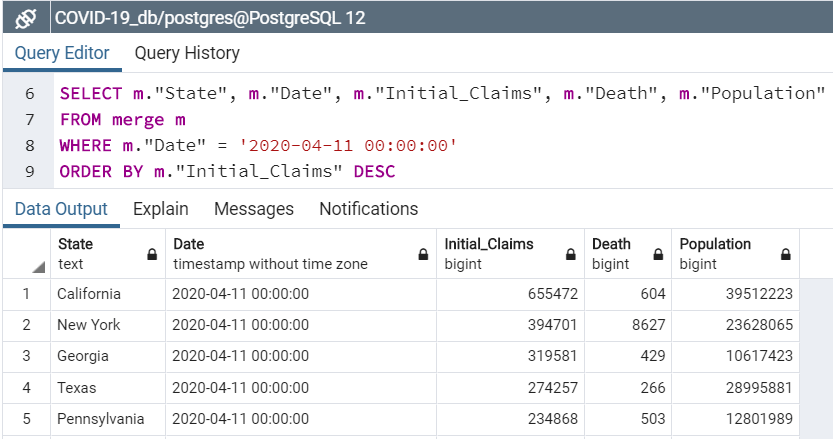 COVID-19_db/postgres@PostgreSQL 12
Query Editor Query History
6 SELECT m."State", m."Date", m."Initial_Claims", m."Death", m."Population"
7 FROM merge m
8 WHERE m."Date" = '2020-04-11 00:00:00'
9 ORDER BY m."Initial_Claims" DESC
Data Output Explain Messages Notifications
State Date Initial_Claims Death Population
text timestamp without time zone bigint bigint bigint
1 California 2020-04-11 00:00:00 655472 604 39512223
2 New York 2020-04-11 00:00:00 394701 8627 23628065
3 Georgia 2020-04-11 00:00:00 319581 429 10617423
4 Texas 2020-04-11 00:00:00 274257 266 28995881
5 Pennsylvania 2020-04-11 00:00:00 234868 503 12801989